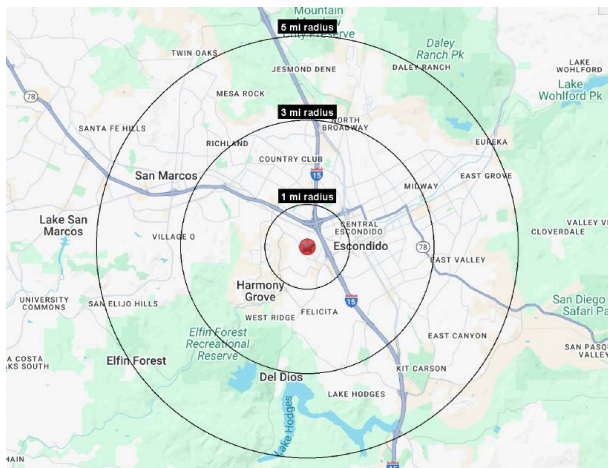 Mountain
5 mi radius
TWIN OAKS
JESMOND DENE
Daley
Ranch Pk
DALEY RANCH
LAKE
WOHLFORD
Lake
Wohlford Pk
78
MESA ROCK
3 mi radius
NORTH
BROADWAY
SANTA FE HILLS
RICHLAND
EUREKA
COUNTRY CLUB
15
San Marcos
EAST GROVE
MIDWAY
1 mi radius
Lake San
Marcos
VILLAGE O
CENTRAL
ESCONDIDO
Escondido
78
VALLEY VI
CLOVERDALE
EAST VALLEY
Harmony
Grove
UNIVERSITY
COMMONS
SAN ELIJO HILLS
15
San Diego
Safari Pa
FELICITA
WEST RIDGE
Elfin Forest
Recreational
Reserve
EAST CANYON
SAN PASQ
VALLEY
A COSTA
KS SOUTH
Elfin Forest
KIT CARSON
Del Dios
LAKE HODGES
Lake Hodges
HAIN
15